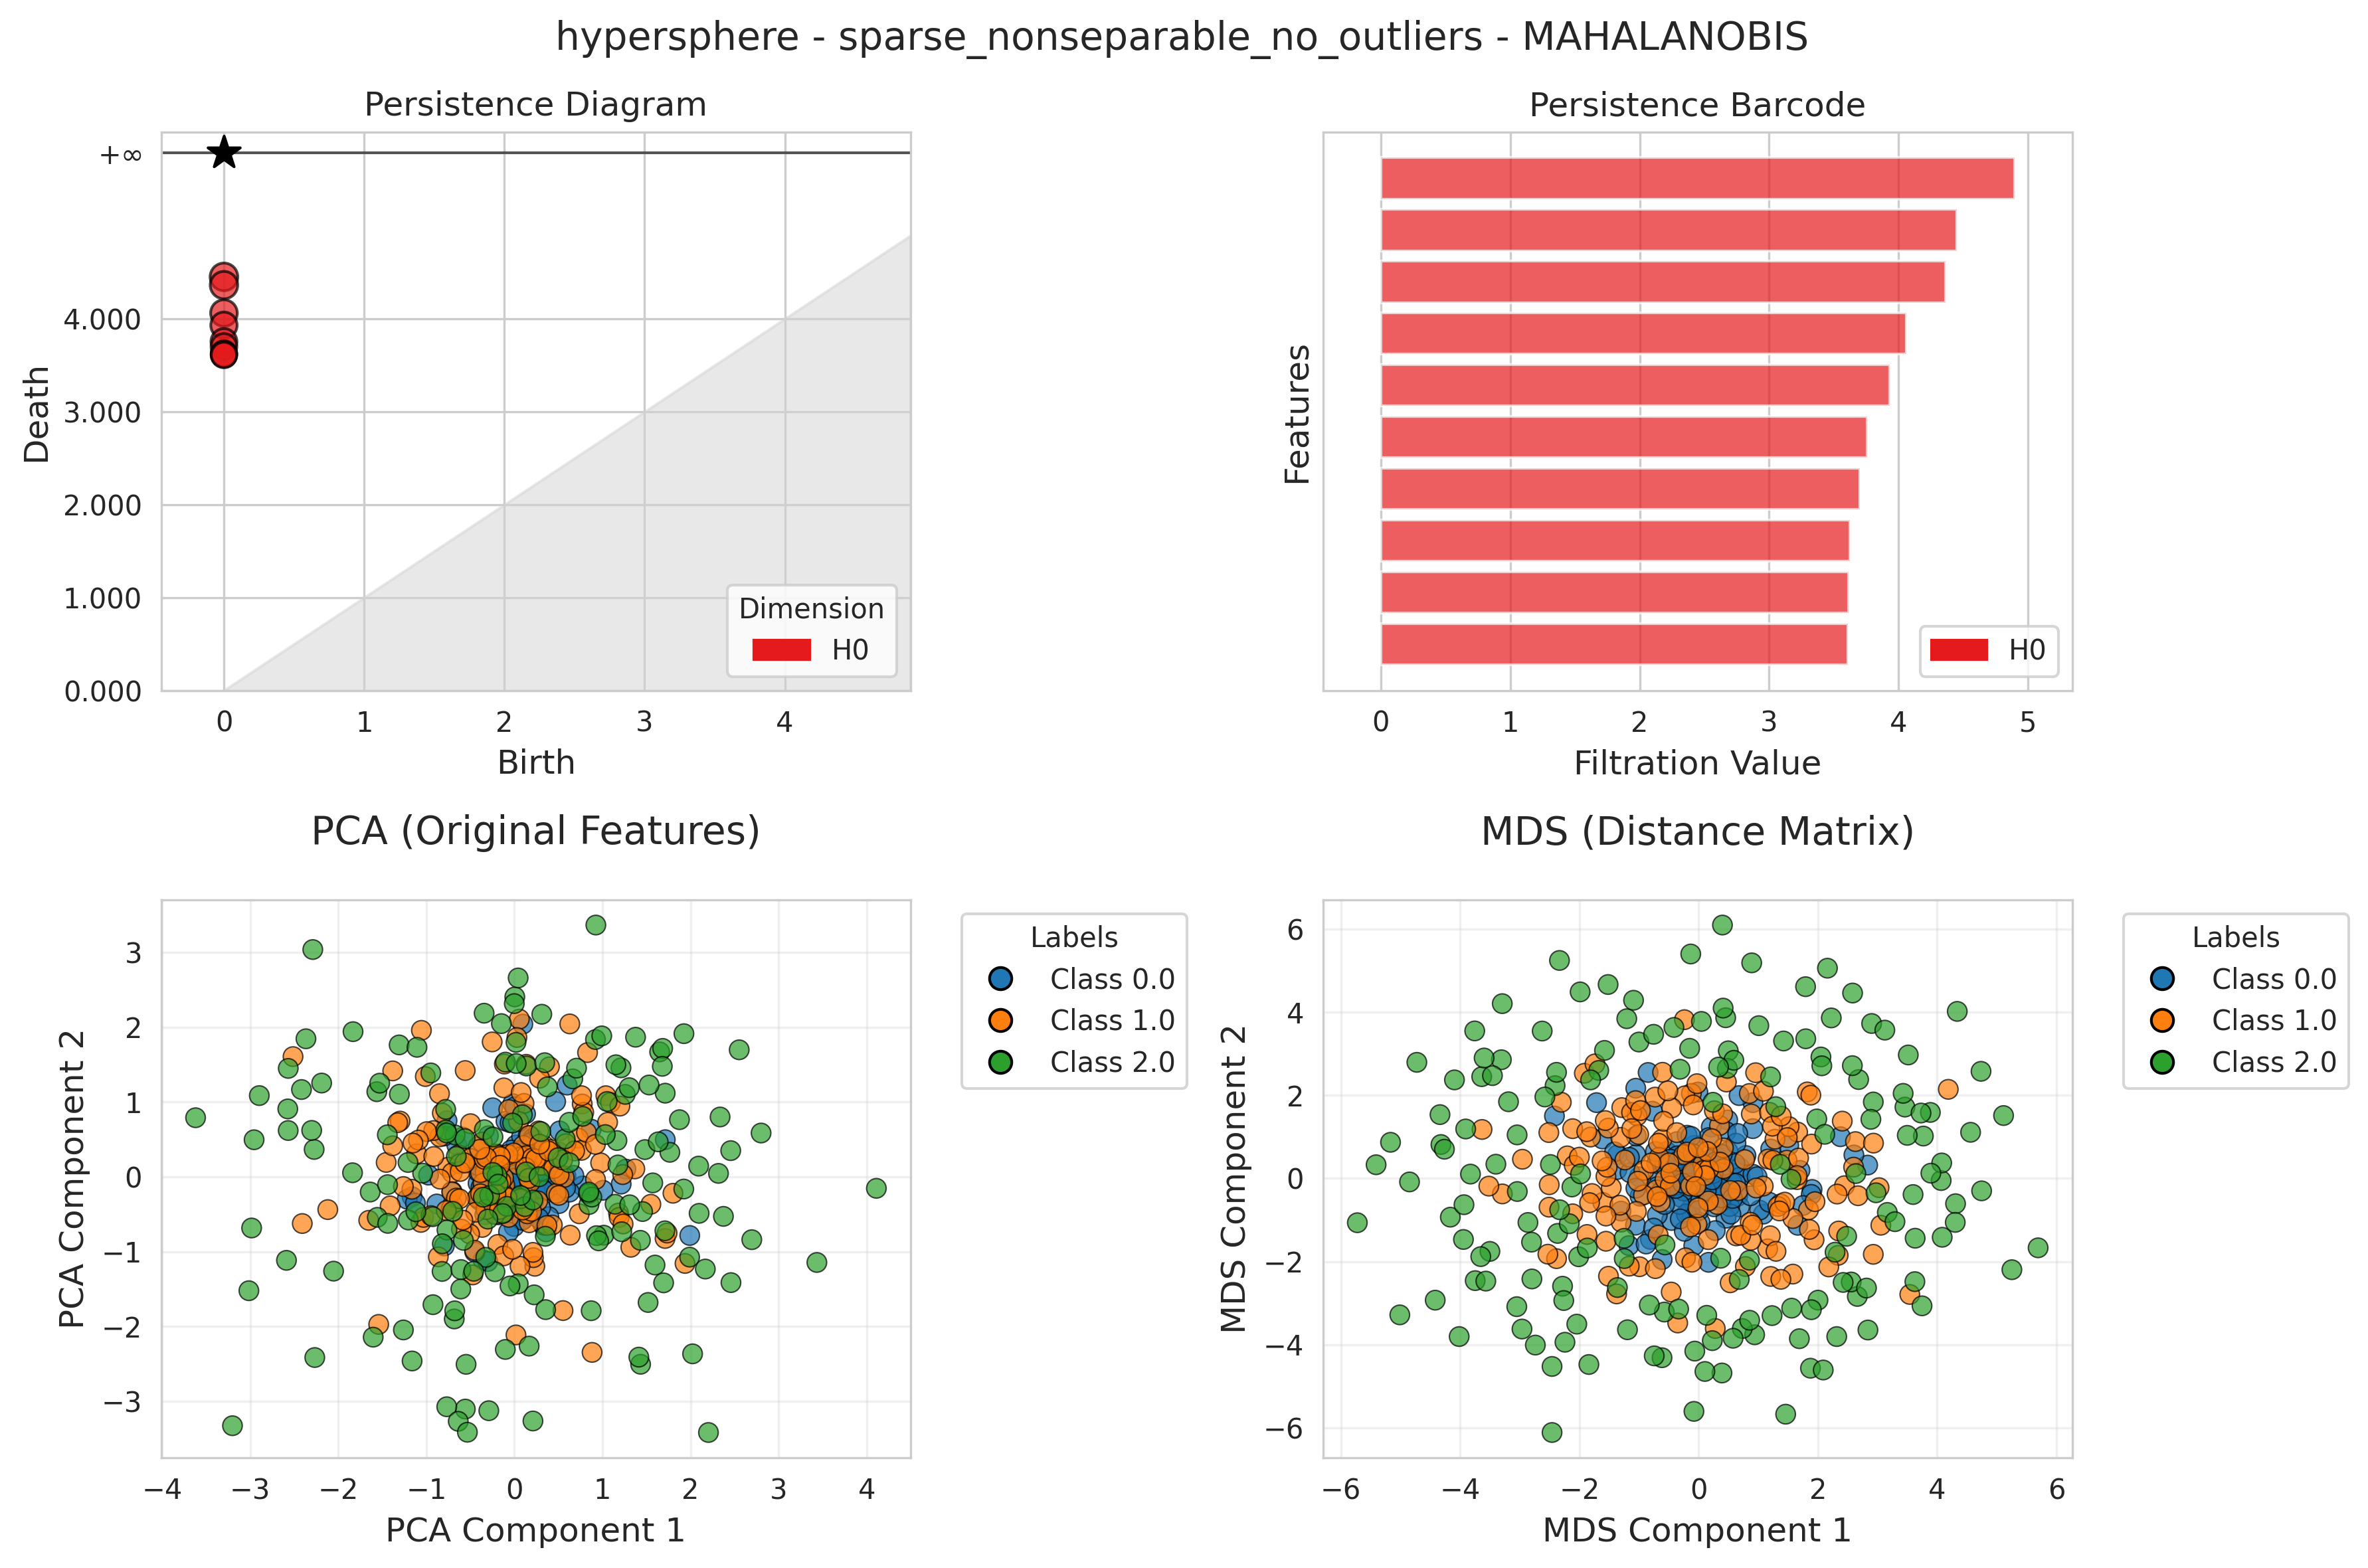 hypersphere - sparse_nonseparable_no_outliers - MAHALANOBIS
Persistence Diagram
+∞
4.000
3.000
2.000
1.000
0.000
Death
0 1 2 3 4
Birth
Dimension
H0
Persistence Barcode
Features
0 1 2 3 4 5
Filtration Value
H0
PCA (Original Features)
3
2
1
0
−1
−2
−3
PCA Component 2
−4 −3 −2 −1 0 1 2 3 4
PCA Component 1
Labels
Class 0.0
Class 1.0
Class 2.0
MDS (Distance Matrix)
6
4
2
0
−2
−4
−6
MDS Component 2
−6 −4 −2 0 2 4 6
MDS Component 1
Labels
Class 0.0
Class 1.0
Class 2.0